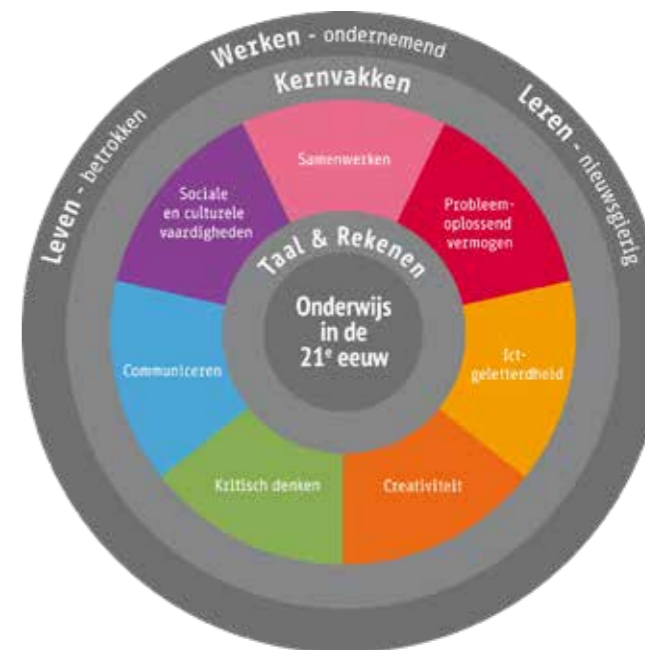 Werken - ondernemend
Leven - betrokken
Leren - nieuwsgierig
Kernvakken
Samenwerken
Sociale
en culturele
vaardigheden
Probleem-
oplossend
vermogen
Taal & Rekenen
Onderwijs
in de
21e eeuw
Communiceren
Ict-
geletterdheid
Kritisch denken
Creativiteit